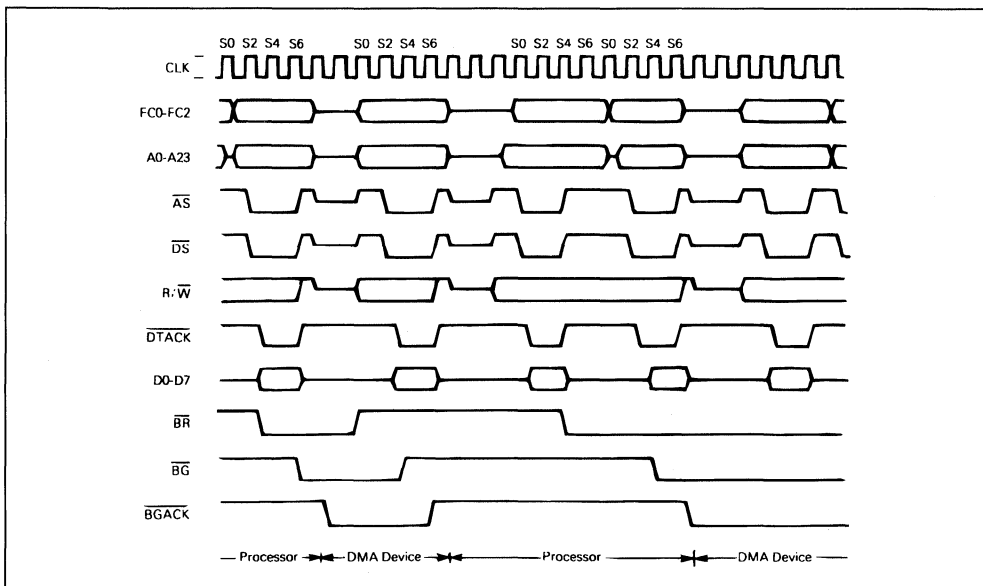 S0 S2 S4 S6 S0 S2 S4 S6 S0 S2 S4 S6 S0 S2 S4 S6
CLK
FC0-FC2
A0-A23
AS
DS
R/W
DTACK
D0-D7
BR
BG
BGACK
Processor DMA Device Processor DMA Device